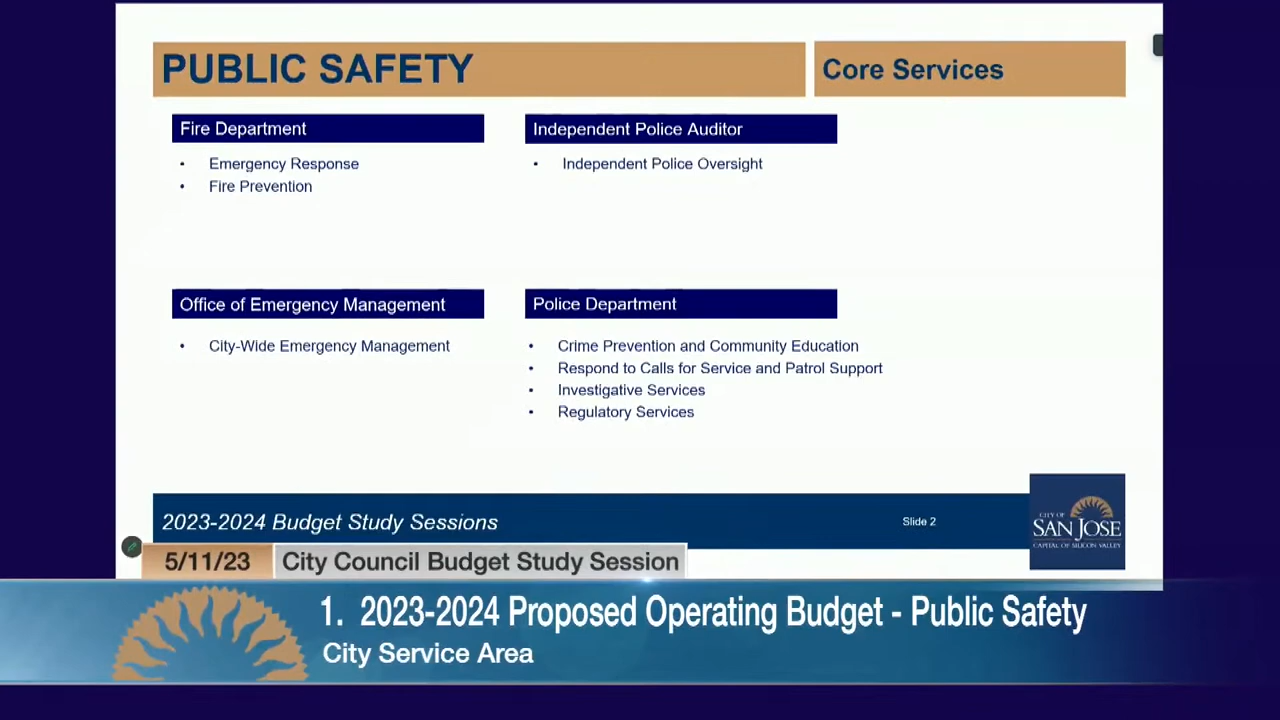 PUBLIC SAFETY
Core Services
Fire Department
• Emergency Response
• Fire Prevention
Independent Police Auditor
• Independent Police Oversight
Office of Emergency Management
• City-Wide Emergency Management
Police Department
• Crime Prevention and Community Education
• Respond to Calls for Service and Patrol Support
• Investigative Services
• Regulatory Services
2023-2024 Budget Study Sessions
Slide 2
CITY OF
SAN JOSE
CAPITAL OF SILICON VALLEY
5/11/23
City Council Budget Study Session
1. 2023-2024 Proposed Operating Budget - Public Safety
City Service Area